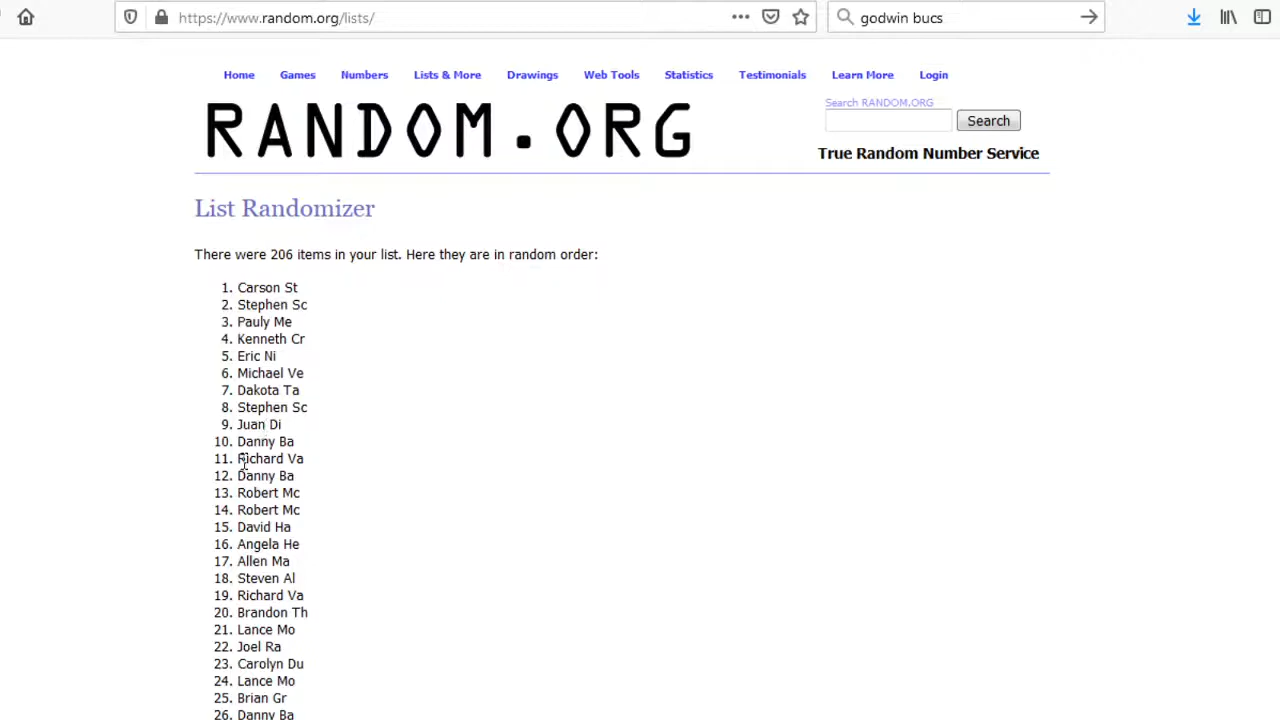 https://www.random.org/lists/
godwin bucs
Home Games Numbers Lists & More Drawings Web Tools Statistics Testimonials Learn More Login
RANDOM.ORG
Search RANDOM.ORG
Search
True Random Number Service
List Randomizer
There were 206 items in your list. Here they are in random order:
1. Carson St
2. Stephen Sc
3. Pauly Me
4. Kenneth Cr
5. Eric Ni
6. Michael Ve
7. Dakota Ta
8. Stephen Sc
9. Juan Di
10. Danny Ba
11. Richard Va
12. Danny Ba
13. Robert Mc
14. Robert Mc
15. David Ha
16. Angela He
17. Allen Ma
18. Steven Al
19. Richard Va
20. Brandon Th
21. Lance Mo
22. Joel Ra
23. Carolyn Du
24. Lance Mo
25. Brian Gr
26. Danny Ba